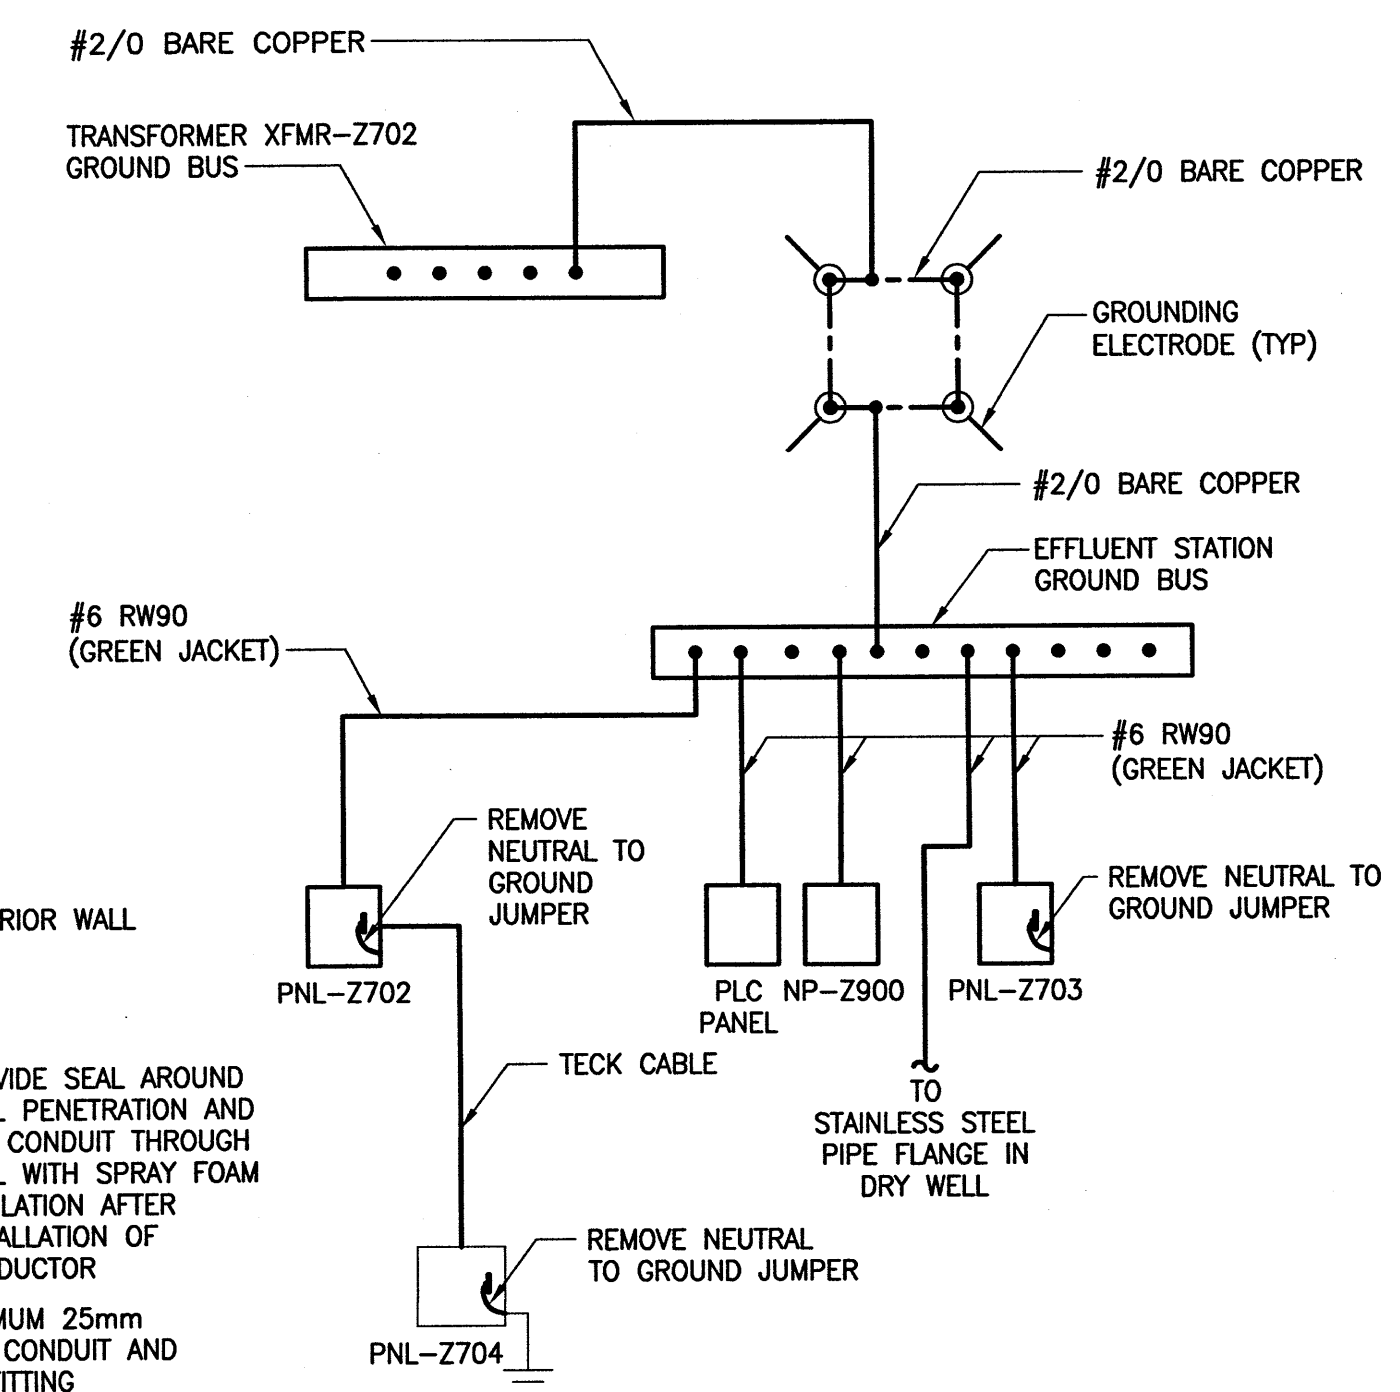 #2/0 BARE COPPER
TRANSFORMER XFMR-Z702
GROUND BUS
#2/0 BARE COPPER
GROUNDING
ELECTRODE (TYP)
#2/0 BARE COPPER
EFFLUENT STATION
GROUND BUS
#6 RW90
(GREEN JACKET)
#6 RW90
(GREEN JACKET)
REMOVE
NEUTRAL TO
GROUND
JUMPER
REMOVE NEUTRAL TO
GROUND JUMPER
RIOR WALL
PNL-Z702
PLC
PANEL
NP-Z900
PNL-Z703
TECK CABLE
TO
STAINLESS STEEL
PIPE FLANGE IN
DRY WELL
VIDE SEAL AROUND
L PENETRATION AND
CONDUIT THROUGH
L WITH SPRAY FOAM
LATION AFTER
ALLATION OF
DUCTOR
MUM 25mm
CONDUIT AND
ITTING
REMOVE NEUTRAL
TO GROUND JUMPER
PNL-Z704